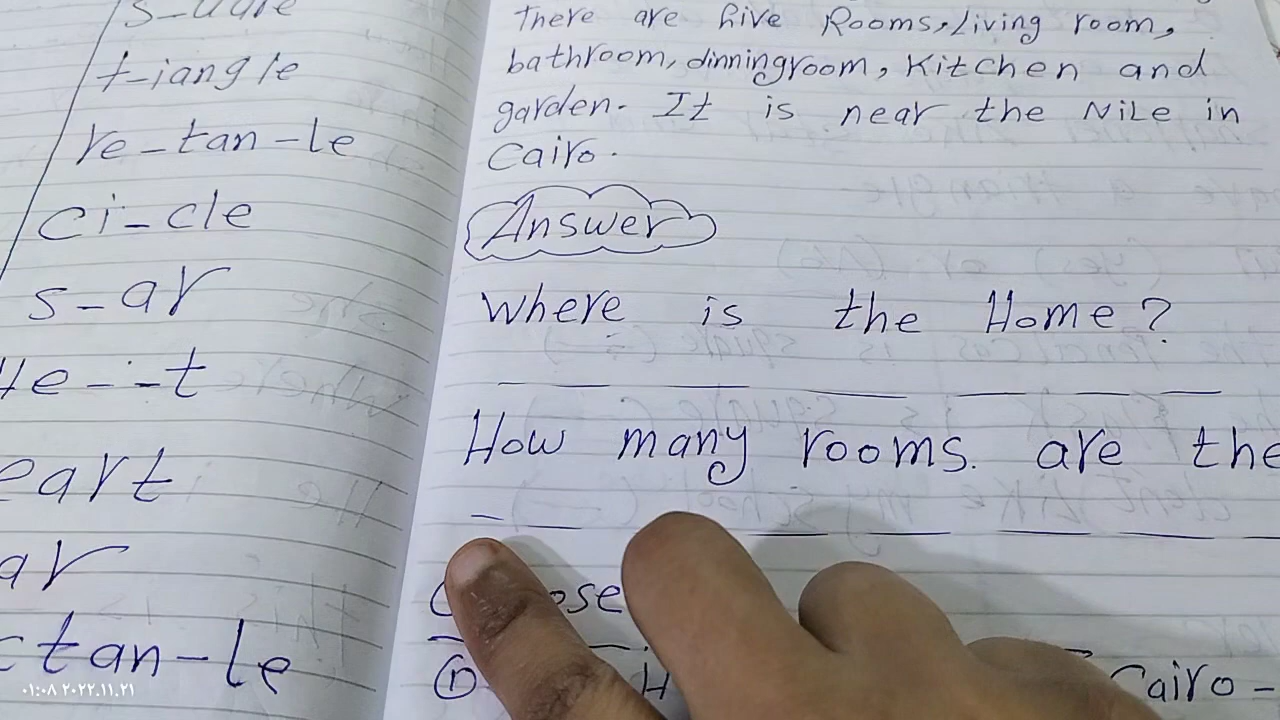 t-iangle
re-tan-le
ci-cle
s-ar
He--t
eart
ar
ctan-le
There are five Rooms, Living room,
bathroom, dinningroom, Kitchen and
garden. It is near the Nile in
Cairo.
Answer
Where is the Home?
How many rooms. are the
ose
1 H Cairo-
٠١:٠٨ ٢٠٢٢.١١.٢١